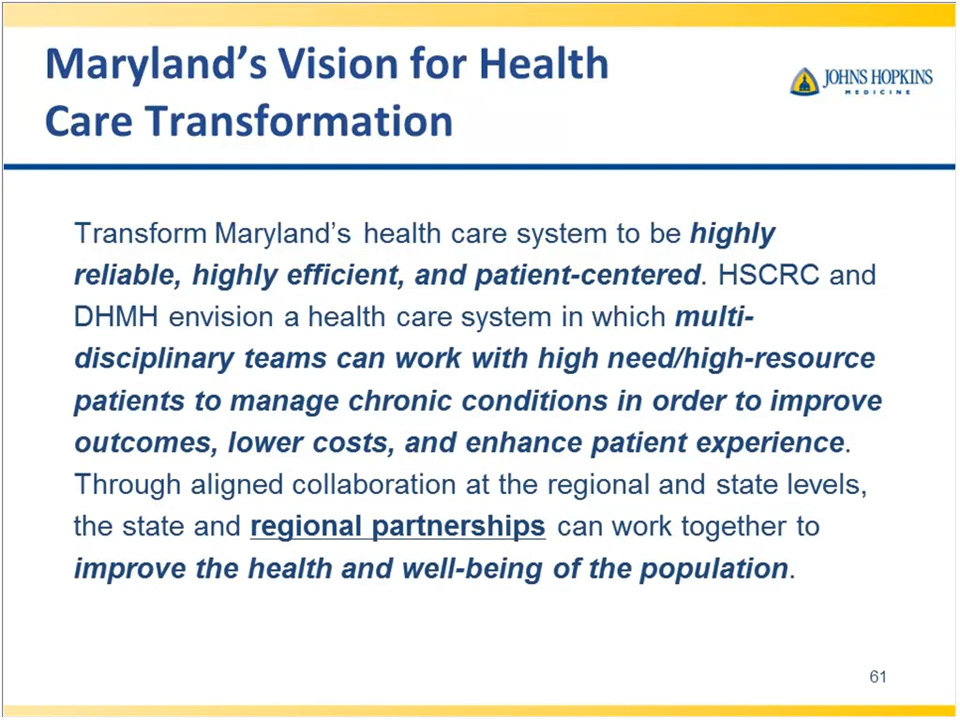 Maryland’s Vision for Health
Care Transformation
JOHNS HOPKINS
MEDICINE
Transform Maryland’s health care system to be highly
reliable, highly efficient, and patient-centered. HSCRC and
DHMH envision a health care system in which multi-
disciplinary teams can work with high need/high-resource
patients to manage chronic conditions in order to improve
outcomes, lower costs, and enhance patient experience.
Through aligned collaboration at the regional and state levels,
the state and regional partnerships can work together to
improve the health and well-being of the population.
61